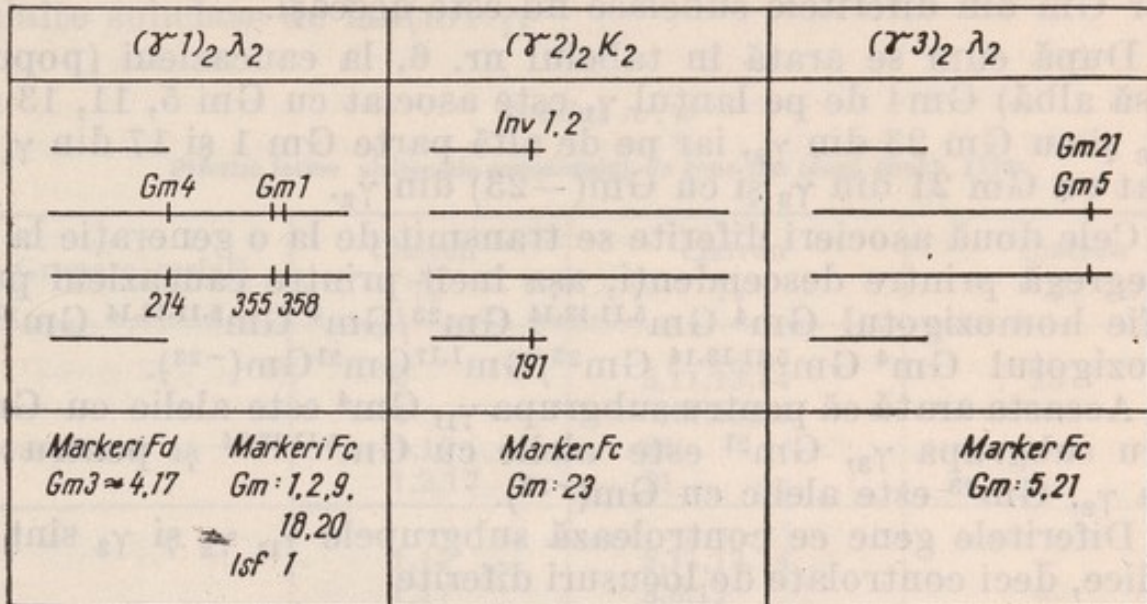 (γ1)₂ λ₂
(γ2)₂ K₂
(γ3)₂ λ₂
Gm4 Gm1
214 355 358
Inv 1,2
191
Gm21
Gm5
Markeri Fd
Gm3≈4,17
Markeri Fc
Gm: 1,2,9,
18,20
Isf 1
Marker Fc
Gm: 23
Marker Fc
Gm: 5,21